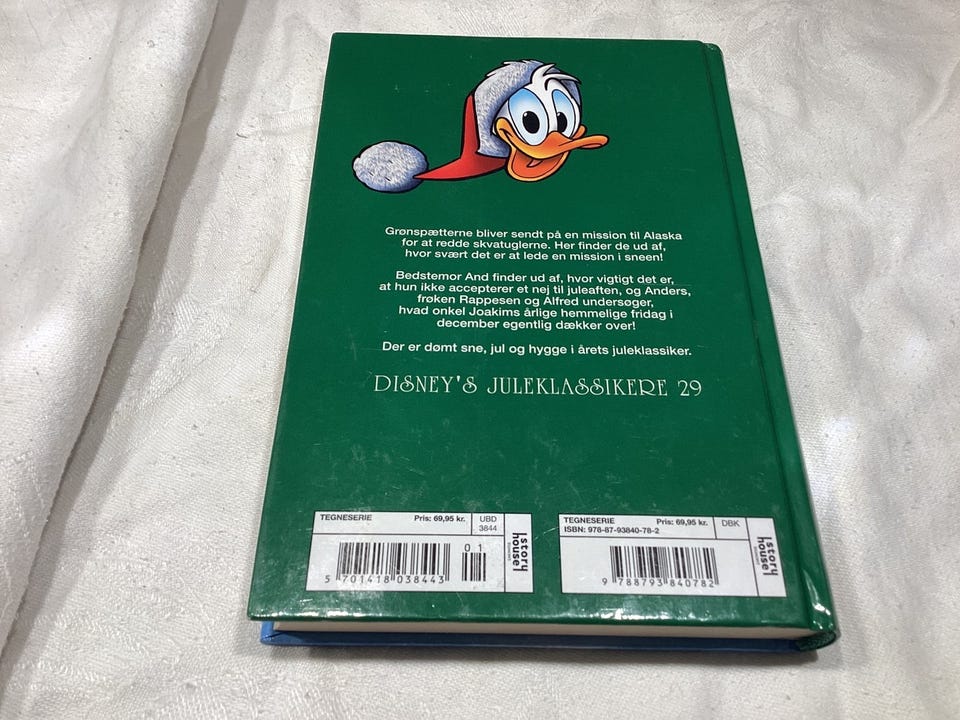 Grønspætterne bliver sendt på en mission til Alaska
for at redde skvatuglerne. Her finder de ud af,
hvor svært det er at lede en mission i sneen!
Bedstemor And finder ud af, hvor vigtigt det er,
at hun ikke accepterer et nej til juleaften, og Anders,
frøken Rappesen og Alfred undersøger,
hvad onkel Joakims årlige hemmelige fridag i
december egentlig dækker over!
Der er dømt sne, jul og hygge i årets juleklassiker.
DISNEY'S JULEKLASSIKERE 29
TEGNESERIE Pris: 69,95 kr. UBD
3844
01
5 701418 038443
story
house
TEGNESERIE Pris: 69,95 kr. DBK
ISBN: 978-87-93840-78-2
9 788793 840782
story
house